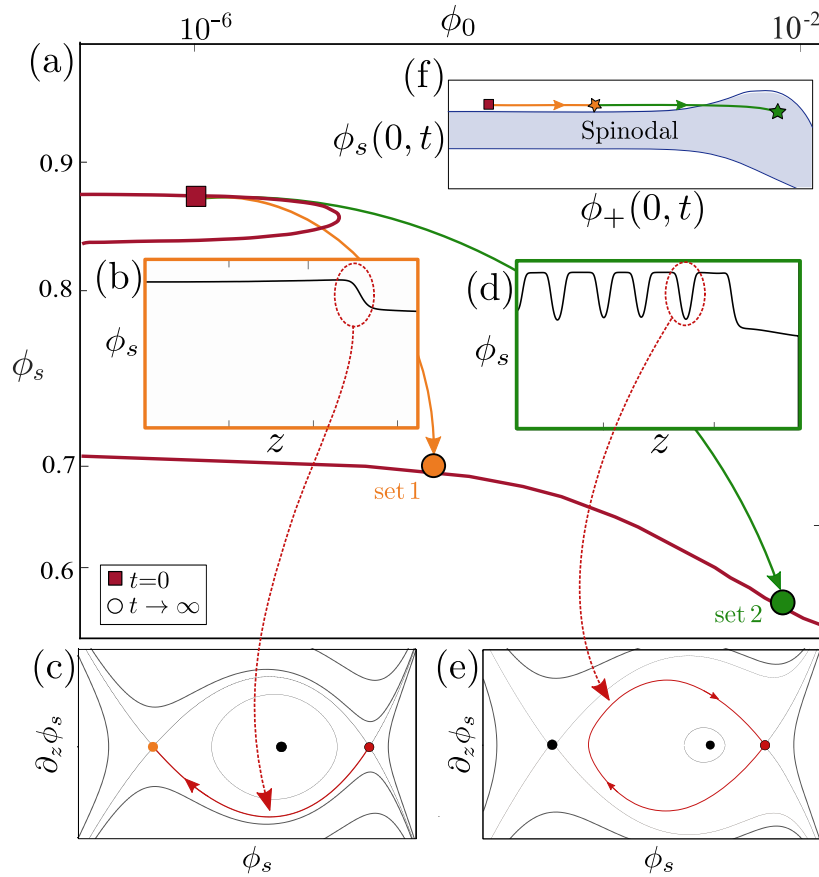 10⁻⁶ ϕ₀ 10⁻²
(a)
(f)
ϕₛ(0, t)
Spinodal
ϕ₊(0, t)
0.9
0.8
0.7
0.6
ϕₛ
(b)
ϕₛ
z
(d)
ϕₛ
z
set 1
set 2
t=0
t → ∞
(c)
∂zϕₛ
ϕₛ
(e)
∂zϕₛ
ϕₛ